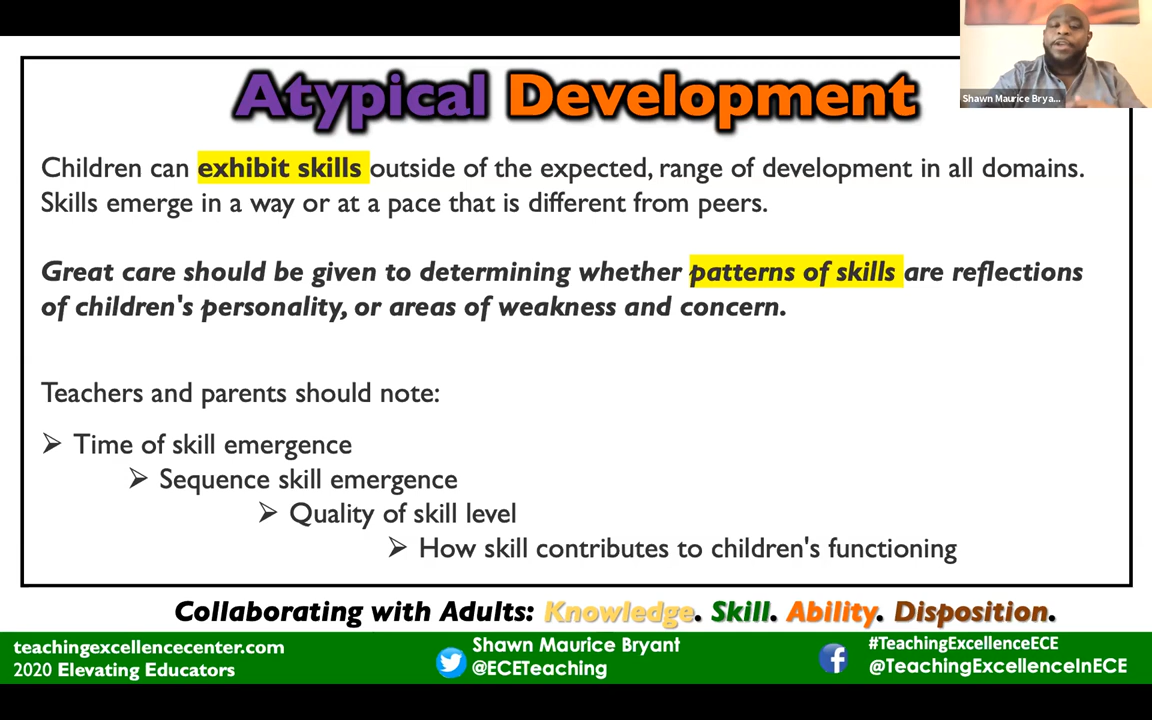 Atypical Development
Shawn Maurice Brya...
Children can exhibit skills outside of the expected, range of development in all domains.
Skills emerge in a way or at a pace that is different from peers.
Great care should be given to determining whether patterns of skills are reflections
of children's personality, or areas of weakness and concern.
Teachers and parents should note:
➢ Time of skill emergence
➢ Sequence skill emergence
➢ Quality of skill level
➢ How skill contributes to children's functioning
Collaborating with Adults: Knowledge. Skill. Ability. Disposition.
teachingexcellencecenter.com
2020 Elevating Educators
Shawn Maurice Bryant
@ECETeaching
#TeachingExcellenceECE
@TeachingExcellenceInECE